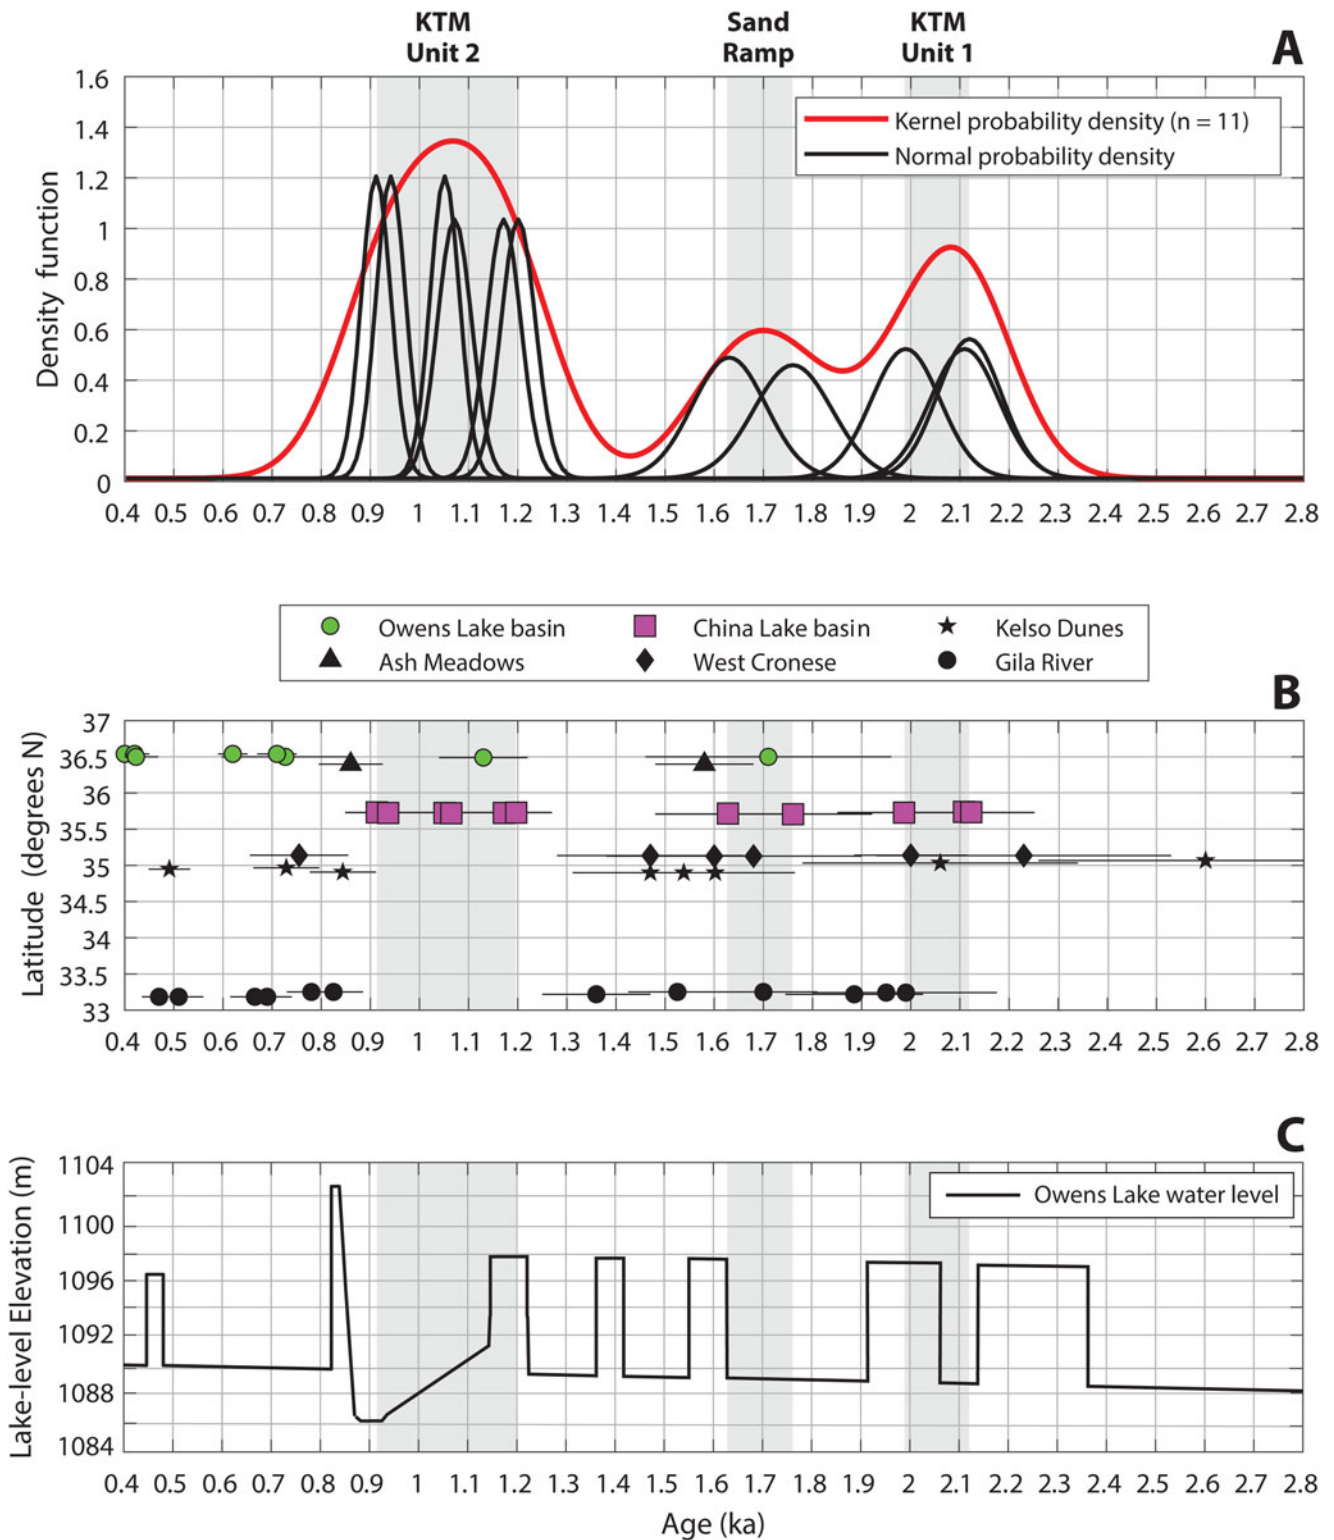 KTM
Unit 2
Sand
Ramp
KTM
Unit 1
A
Kernel probability density (n = 11)
Normal probability density
Density function
1.6
1.4
1.2
1
0.8
0.6
0.4
0.2
0
0.4 0.5 0.6 0.7 0.8 0.9 1 1.1 1.2 1.3 1.4 1.5 1.6 1.7 1.8 1.9 2 2.1 2.2 2.3 2.4 2.5 2.6 2.7 2.8
Owens Lake basin China Lake basin Kelso Dunes
Ash Meadows West Cronese Gila River
B
Latitude (degrees N)
37
36.5
36
35.5
35
34.5
34
33.5
33
0.4 0.5 0.6 0.7 0.8 0.9 1 1.1 1.2 1.3 1.4 1.5 1.6 1.7 1.8 1.9 2 2.1 2.2 2.3 2.4 2.5 2.6 2.7 2.8
C
Owens Lake water level
Lake-level Elevation (m)
1104
1100
1096
1092
1088
1084
0.4 0.5 0.6 0.7 0.8 0.9 1 1.1 1.2 1.3 1.4 1.5 1.6 1.7 1.8 1.9 2 2.1 2.2 2.3 2.4 2.5 2.6 2.7 2.8
Age (ka)